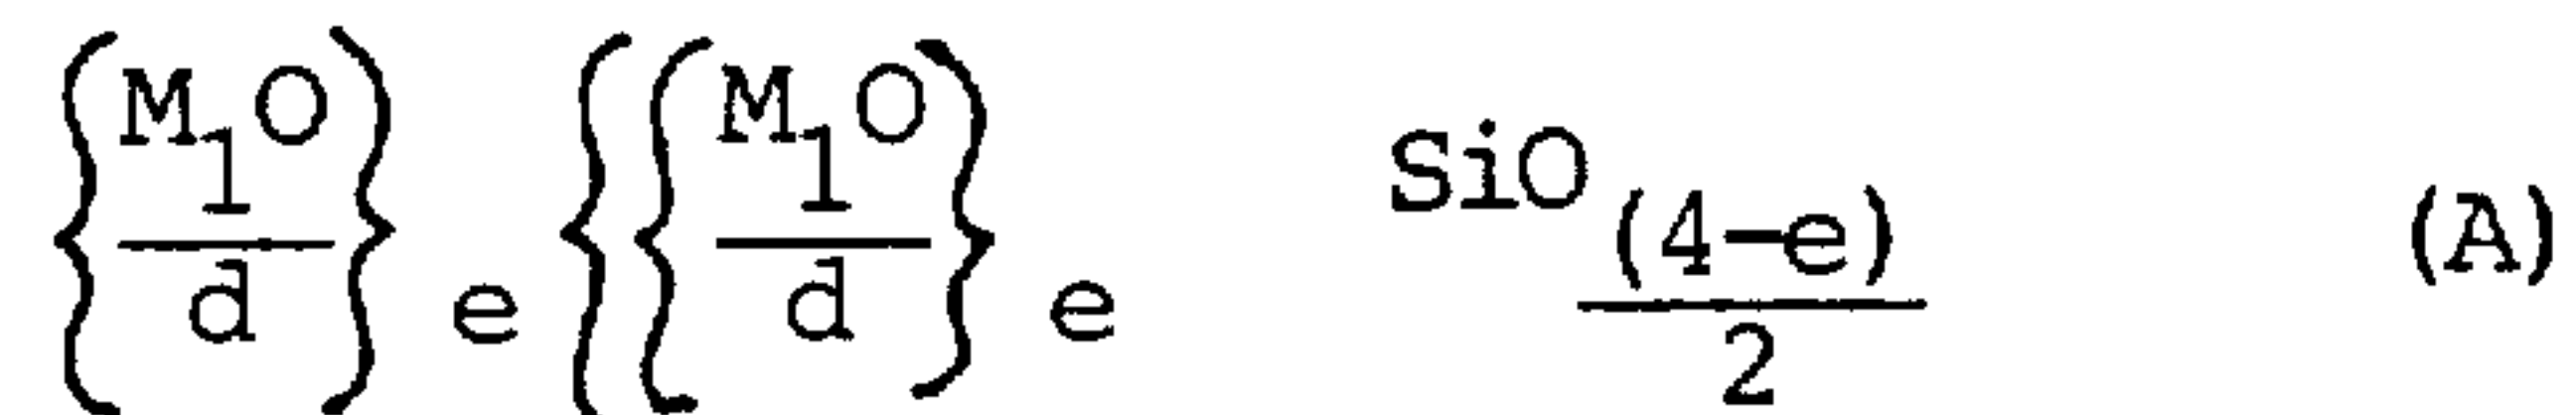 {M₁O/d}e{{M₁O/d}e SiO(4-e)/2 (A)